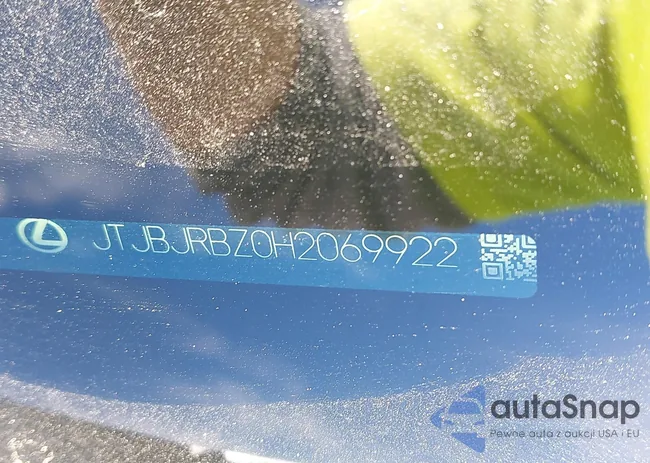 JTJBJRBZ0H2069922
autaSnap
Pewne auta z aukcji USA i EU